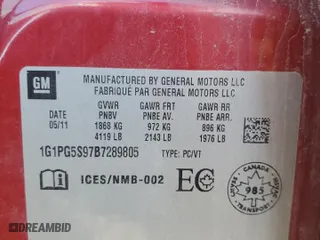 GM
MANUFACTURED BY GENERAL MOTORS LLC
FABRIQUÉ PAR GENERAL MOTORS LLC
DATE GVWR GAWR FRT GAWR RR
05/11 PNBV PNBE AV. PNBE ARR.
1868 KG 972 KG 896 KG
4119 LB 2143 LB 1976 LB
1G1PG5S97B7289805 TYPE: PC/VT
ICES/NMB-002
EC
CANADA
985
TRANSPORT
D.FAXVIN